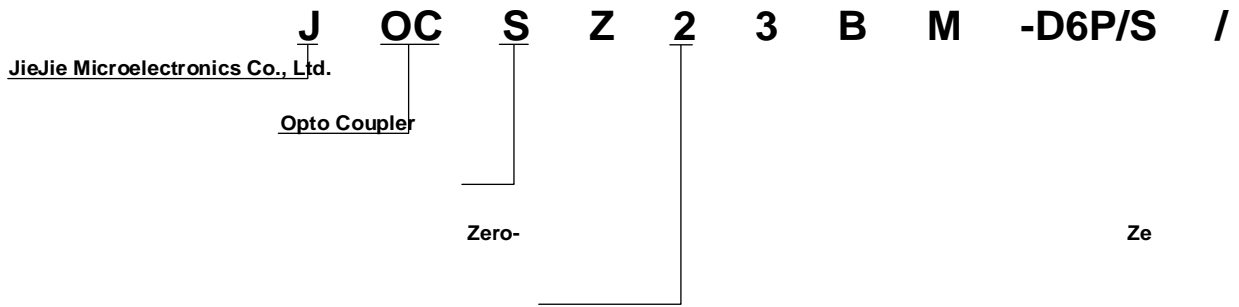 J OC S Z 2 3 B M -D6P/S /
JieJie Microelectronics Co., Ltd.
Opto Coupler
Zero- Ze